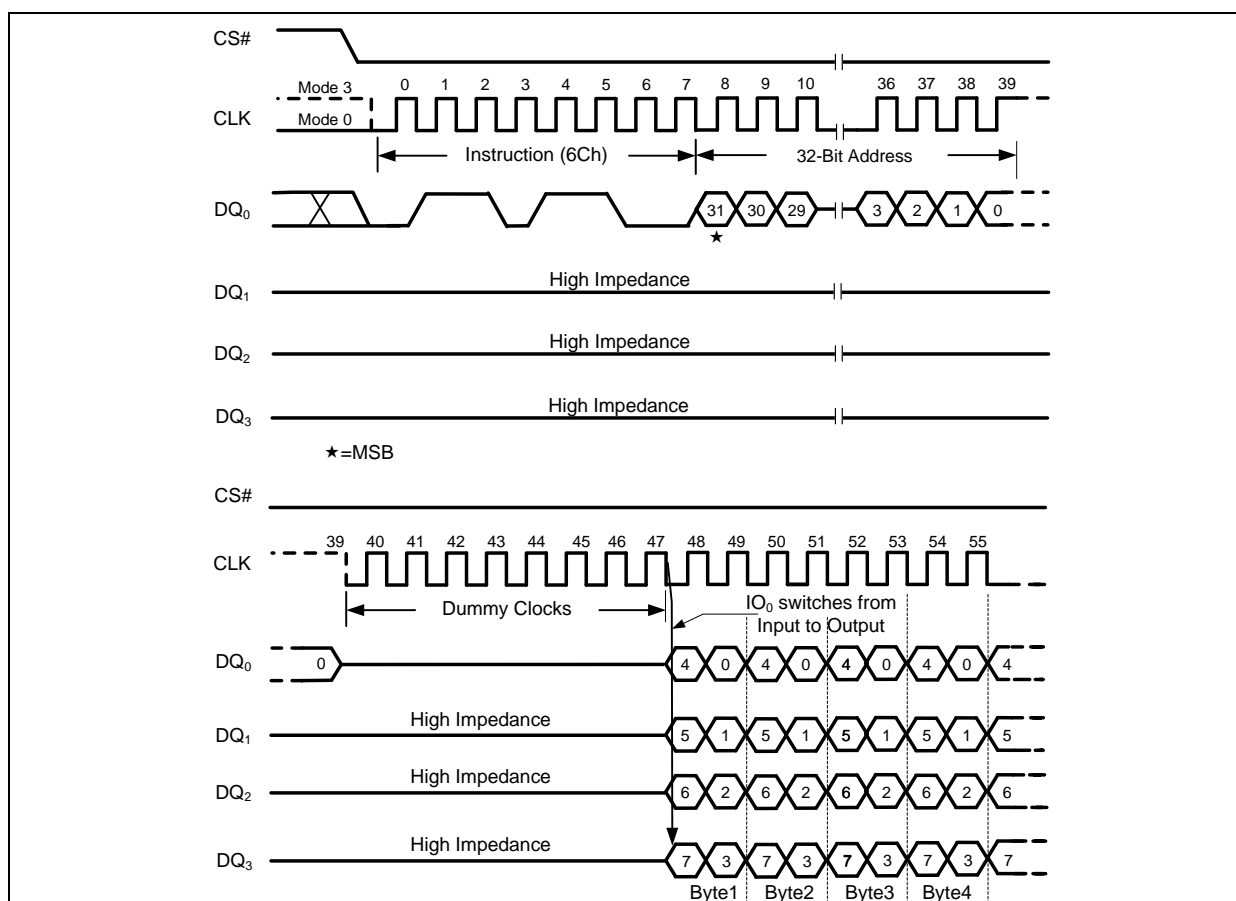 CS#
Mode 3 0 1 2 3 4 5 6 7 8 9 10 36 37 38 39
CLK
Mode 0
Instruction (6Ch) 32-Bit Address
DQ0 31 30 29 3 2 1 0
★
High Impedance
DQ1
High Impedance
DQ2
High Impedance
DQ3
★=MSB
CS#
39 40 41 42 43 44 45 46 47 48 49 50 51 52 53 54 55
CLK
Dummy Clocks
IO0 switches from
Input to Output
DQ0 0 4 0 4 0 4 0 4 0 4
High Impedance
DQ1 5 1 5 1 5 1 5 1 5
High Impedance
DQ2 6 2 6 2 6 2 6 2 6
High Impedance
DQ3 7 3 7 3 7 3 7 3 7
Byte1 Byte2 Byte3 Byte4